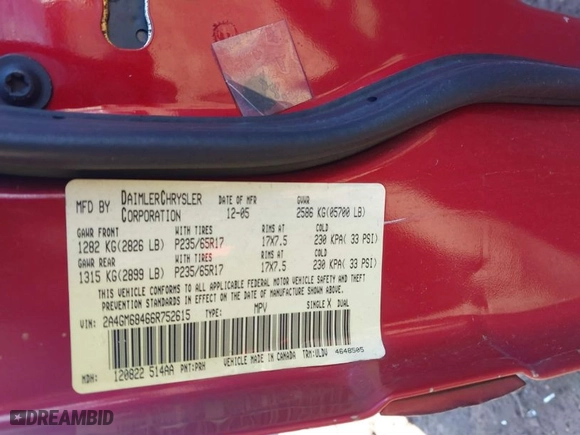 MFD BY DAIMLERCHRYSLER CORPORATION DATE OF MFR 12-05 GVWR 2586 KG(05700 LB)
GAWR FRONT WITH TIRES RIMS AT COLD
1282 KG(2826 LB) P235/65R17 17X7.5 230 KPA( 33 PSI)
GAWR REAR WITH TIRES RIMS AT COLD
1315 KG(2899 LB) P235/65R17 17X7.5 230 KPA( 33 PSI)
THIS VEHICLE CONFORMS TO ALL APPLICABLE FEDERAL MOTOR VEHICLE SAFETY, BUMPER, AND THEFT
PREVENTION STANDARDS IN EFFECT ON THE DATE OF MANUFACTURE SHOWN ABOVE.
VIN: 2A4GM68466R752615 TYPE: MPV SINGLE X DUAL
VEHICLE MADE IN CANADA 4648505
MDH: 120822 514AA PNT:PRH TRM:ULDV
DREAMBID